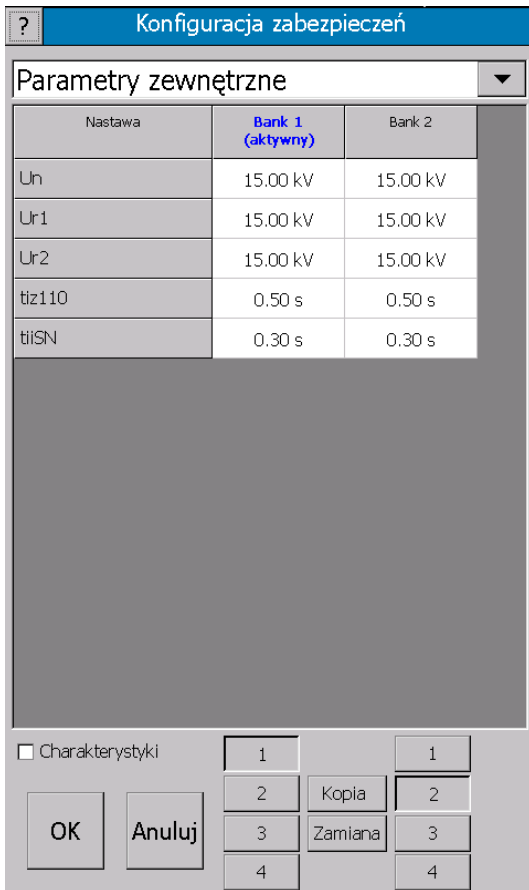 ? Konfiguracja zabezpieczeń
Parametry zewnętrzne
Nastawa Bank 1 Bank 2
(aktywny)
Un 15.00 kV 15.00 kV
Ur1 15.00 kV 15.00 kV
Ur2 15.00 kV 15.00 kV
tiz110 0.50 s 0.50 s
tiiSN 0.30 s 0.30 s
Charakterystyki 1 1
2 Kopia 2
OK Anuluj 3 Zamiana 3
4 4